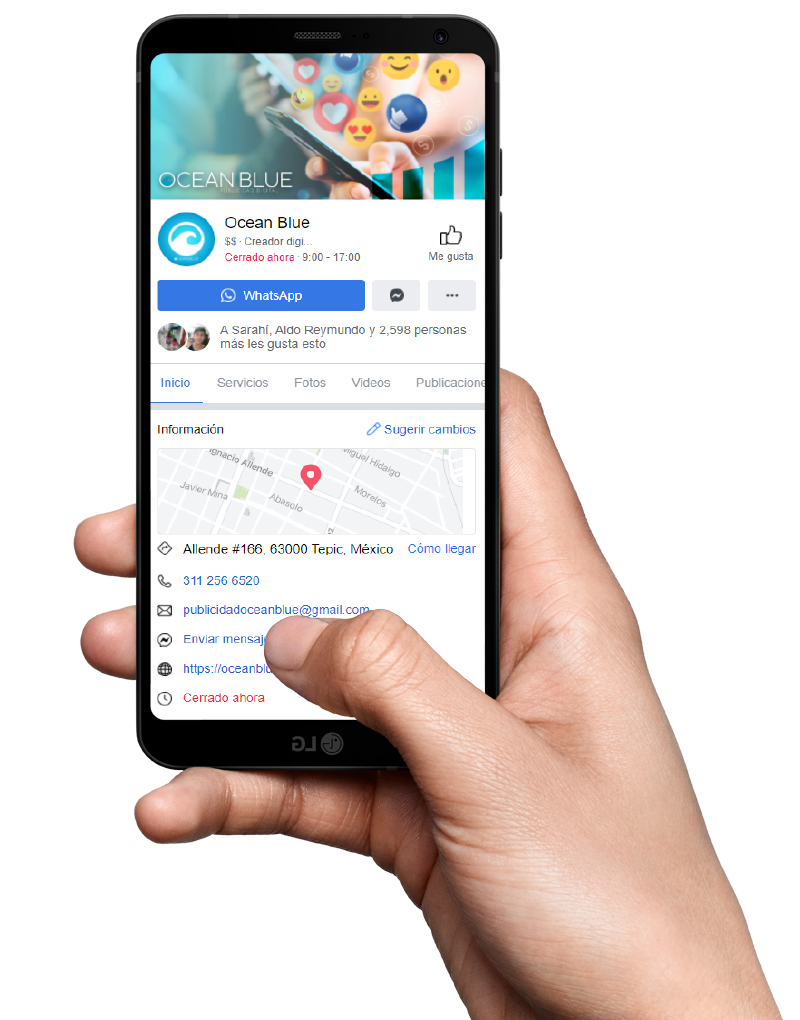 OCEAN BLUE
PUBLICIDAD DIGITAL
Ocean Blue
$$ · Creador digi...
Cerrado ahora · 9:00 - 17:00
Me gusta
WhatsApp
A Sarahí, Aldo Reymundo y 2,598 personas
más les gusta esto
Inicio Servicios Fotos Videos Publicacione
Información
Sugerir cambios
Ignacio Allende
Miguel Hidalgo
Javier Mina
Abasolo
Morelos
Allende #166, 63000 Tepic, México
Cómo llegar
311 256 6520
publicidadoceanblue@gmail.com
Enviar mensaj
https://oceanblu
Cerrado ahora
LG